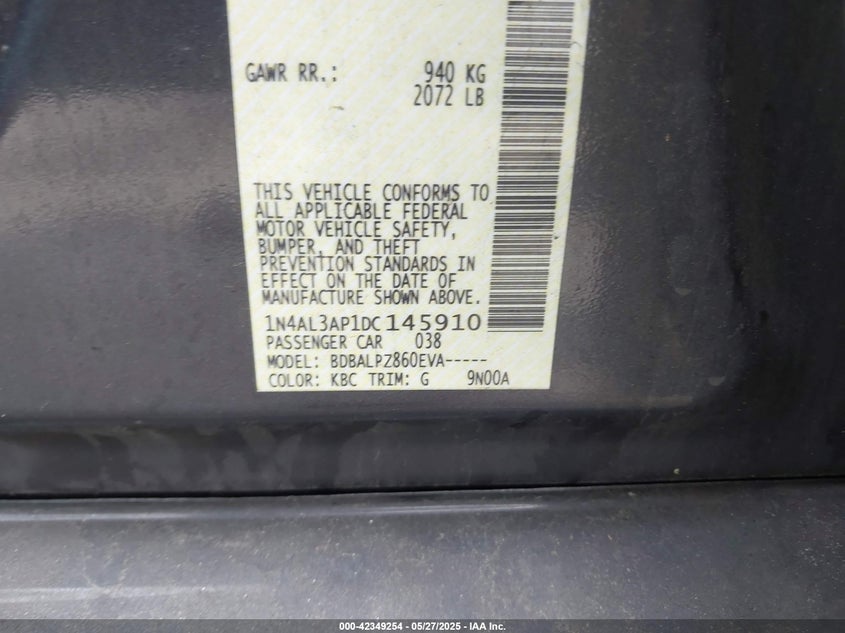 GAWR RR.: 940 KG
2072 LB
THIS VEHICLE CONFORMS TO
ALL APPLICABLE FEDERAL
MOTOR VEHICLE SAFETY,
BUMPER, AND THEFT
PREVENTION STANDARDS IN
EFFECT ON THE DATE OF
MANUFACTURE SHOWN ABOVE.
1N4AL3AP1DC145910
PASSENGER CAR 038
MODEL: BDBALPZ860EVA-----
COLOR: KBC TRIM: G 9N00A
000-42349254 - 05/27/2025 - IAA Inc.